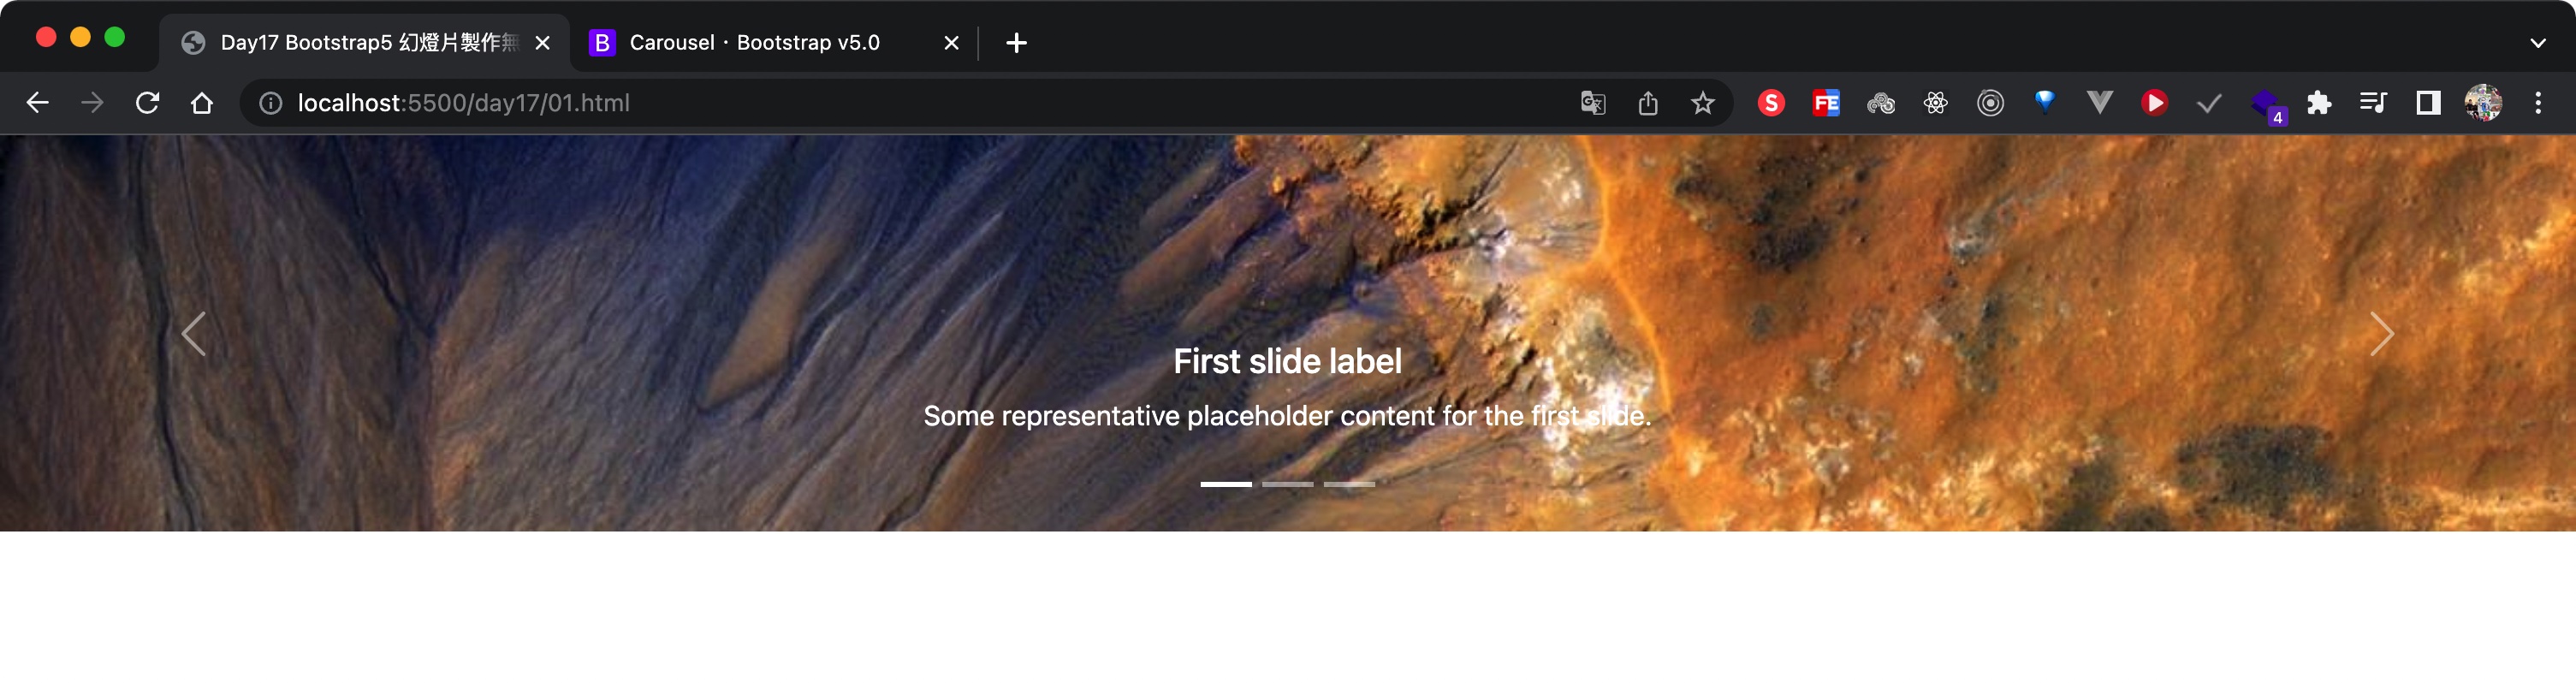 Day17 Bootstrap5 幻燈片製作無
B Carousel · Bootstrap v5.0
localhost:5500/day17/01.html
S
FE
4
First slide label
Some representative placeholder content for the first slide.